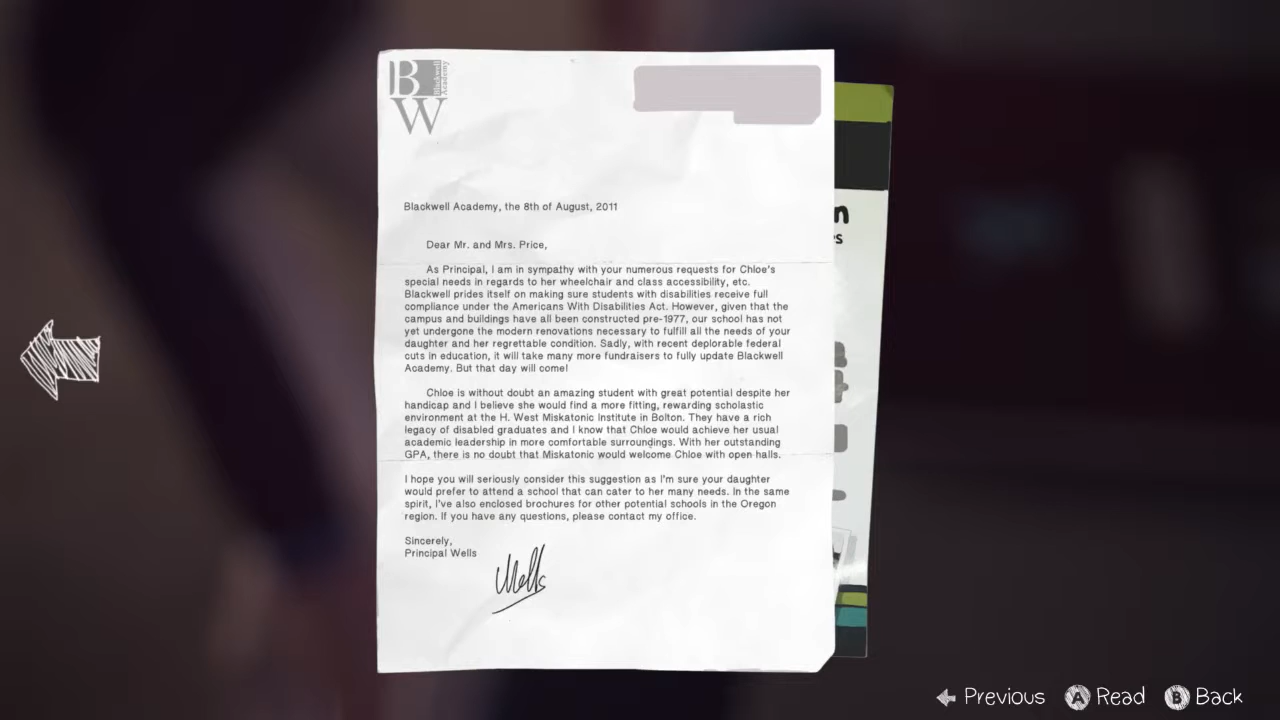 B
W
Blackwell
Academy
Blackwell Academy, the 8th of August, 2011
Dear Mr. and Mrs. Price,
As Principal, I am in sympathy with your numerous requests for Chloe's
special needs in regards to her wheelchair and class accessibility, etc.
Blackwell prides itself on making sure students with disabilities receive full
compliance under the Americans With Disabilities Act. However, given that the
campus and buildings have all been constructed pre-1977, our school has not
yet undergone the modern renovations necessary to fulfill all the needs of your
daughter and her regrettable condition. Sadly, with recent deplorable federal
cuts in education, it will take many more fundraisers to fully update Blackwell
Academy. But that day will come!
Chloe is without doubt an amazing student with great potential despite her
handicap and I believe she would find a more fitting, rewarding scholastic
environment at the H. West Miskatonic Institute in Bolton. They have a rich
legacy of disabled graduates and I know that Chloe would achieve her usual
academic leadership in more comfortable surroundings. With her outstanding
GPA, there is no doubt that Miskatonic would welcome Chloe with open halls.
I hope you will seriously consider this suggestion as I'm sure your daughter
would prefer to attend a school that can cater to her many needs. In the same
spirit, I've also enclosed brochures for other potential schools in the Oregon
region. If you have any questions, please contact my office.
Sincerely,
Principal Wells
Wells
Previous A Read B Back